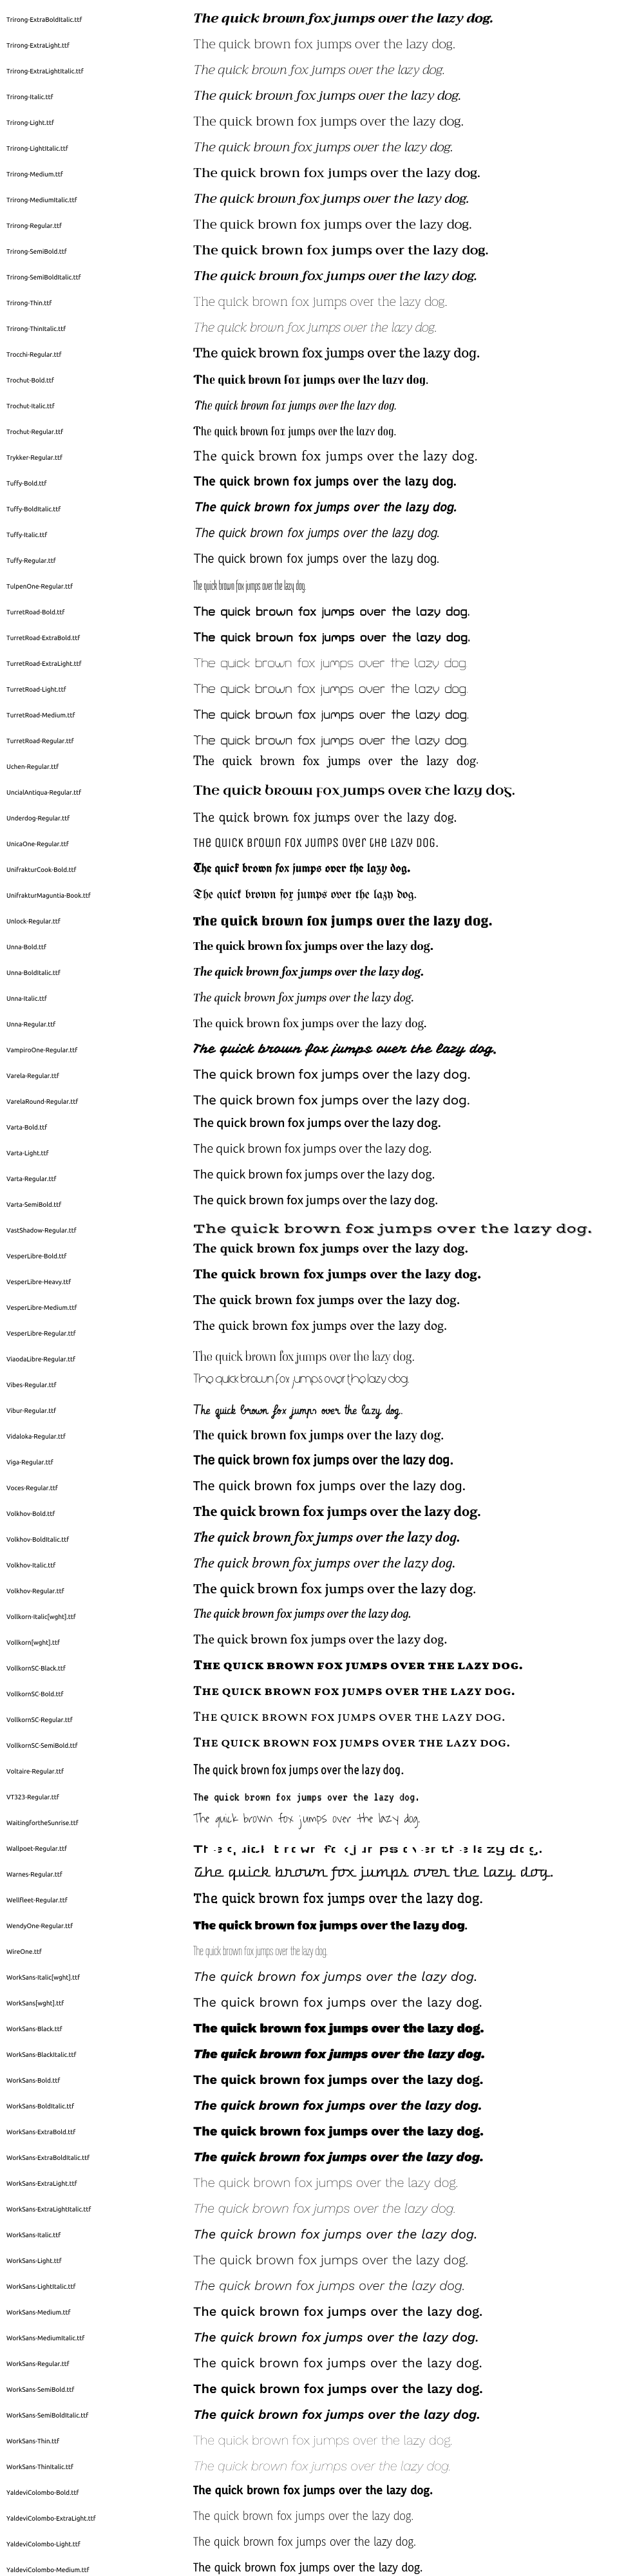 Trirong-ExtraBoldItalic.ttf The quick brown fox jumps over the lazy dog.
Trirong-ExtraLight.ttf The quick brown fox jumps over the lazy dog.
Trirong-ExtraLightItalic.ttf The quick brown fox jumps over the lazy dog.
Trirong-Italic.ttf The quick brown fox jumps over the lazy dog.
Trirong-Light.ttf The quick brown fox jumps over the lazy dog.
Trirong-LightItalic.ttf The quick brown fox jumps over the lazy dog.
Trirong-Medium.ttf The quick brown fox jumps over the lazy dog.
Trirong-MediumItalic.ttf The quick brown fox jumps over the lazy dog.
Trirong-Regular.ttf The quick brown fox jumps over the lazy dog.
Trirong-SemiBold.ttf The quick brown fox jumps over the lazy dog.
Trirong-SemiBoldItalic.ttf The quick brown fox jumps over the lazy dog.
Trirong-Thin.ttf The quick brown fox jumps over the lazy dog.
Trirong-ThinItalic.ttf The quick brown fox jumps over the lazy dog.
Trocchi-Regular.ttf The quick brown fox jumps over the lazy dog.
Trochut-Bold.ttf The quick brown fox jumps over the lazy dog.
Trochut-Italic.ttf The quick brown fox jumps over the lazy dog.
Trochut-Regular.ttf The quick brown fox jumps over the lazy dog.
Trykker-Regular.ttf The quick brown fox jumps over the lazy dog.
Tuffy-Bold.ttf The quick brown fox jumps over the lazy dog.
Tuffy-BoldItalic.ttf The quick brown fox jumps over the lazy dog.
Tuffy-Italic.ttf The quick brown fox jumps over the lazy dog.
Tuffy-Regular.ttf The quick brown fox jumps over the lazy dog.
TulpenOne-Regular.ttf The quick brown fox jumps over the lazy dog.
TurretRoad-Bold.ttf The quick brown fox jumps over the lazy dog.
TurretRoad-ExtraBold.ttf The quick brown fox jumps over the lazy dog.
TurretRoad-ExtraLight.ttf The quick brown fox jumps over the lazy dog.
TurretRoad-Light.ttf The quick brown fox jumps over the lazy dog.
TurretRoad-Medium.ttf The quick brown fox jumps over the lazy dog.
TurretRoad-Regular.ttf The quick brown fox jumps over the lazy dog.
Uchen-Regular.ttf The quick brown fox jumps over the lazy dog.
UncialAntiqua-Regular.ttf The quick brown fox jumps over the lazy dog.
Underdog-Regular.ttf The quick brown fox jumps over the lazy dog.
UnicaOne-Regular.ttf The quick brown fox jumps over the lazy dog.
UnifrakturCook-Bold.ttf The quick brown fox jumps over the lazy dog.
UnifrakturMaguntia-Book.ttf The quick brown fox jumps over the lazy dog.
Unlock-Regular.ttf The quick brown fox jumps over the lazy dog.
Unna-Bold.ttf The quick brown fox jumps over the lazy dog.
Unna-BoldItalic.ttf The quick brown fox jumps over the lazy dog.
Unna-Italic.ttf The quick brown fox jumps over the lazy dog.
Unna-Regular.ttf The quick brown fox jumps over the lazy dog.
VampiroOne-Regular.ttf The quick brown fox jumps over the lazy dog.
Varela-Regular.ttf The quick brown fox jumps over the lazy dog.
VarelaRound-Regular.ttf The quick brown fox jumps over the lazy dog.
Varta-Bold.ttf The quick brown fox jumps over the lazy dog.
Varta-Light.ttf The quick brown fox jumps over the lazy dog.
Varta-Regular.ttf The quick brown fox jumps over the lazy dog.
Varta-SemiBold.ttf The quick brown fox jumps over the lazy dog.
VastShadow-Regular.ttf The quick brown fox jumps over the lazy dog.
VesperLibre-Bold.ttf The quick brown fox jumps over the lazy dog.
VesperLibre-Heavy.ttf The quick brown fox jumps over the lazy dog.
VesperLibre-Medium.ttf The quick brown fox jumps over the lazy dog.
VesperLibre-Regular.ttf The quick brown fox jumps over the lazy dog.
ViaodaLibre-Regular.ttf The quick brown fox jumps over the lazy dog.
Vibes-Regular.ttf The quick brown fox jumps over the lazy dog.
Vibur-Regular.ttf The quick brown fox jumps over the lazy dog.
Vidaloka-Regular.ttf The quick brown fox jumps over the lazy dog.
Viga-Regular.ttf The quick brown fox jumps over the lazy dog.
Voces-Regular.ttf The quick brown fox jumps over the lazy dog.
Volkhov-Bold.ttf The quick brown fox jumps over the lazy dog.
Volkhov-BoldItalic.ttf The quick brown fox jumps over the lazy dog.
Volkhov-Italic.ttf The quick brown fox jumps over the lazy dog.
Volkhov-Regular.ttf The quick brown fox jumps over the lazy dog.
Vollkorn-Italic[wght].ttf The quick brown fox jumps over the lazy dog.
Vollkorn[wght].ttf The quick brown fox jumps over the lazy dog.
VollkornSC-Black.ttf The quick brown fox jumps over the lazy dog.
VollkornSC-Bold.ttf The quick brown fox jumps over the lazy dog.
VollkornSC-Regular.ttf The quick brown fox jumps over the lazy dog.
VollkornSC-SemiBold.ttf The quick brown fox jumps over the lazy dog.
Voltaire-Regular.ttf The quick brown fox jumps over the lazy dog.
VT323-Regular.ttf The quick brown fox jumps over the lazy dog.
WaitingfortheSunrise.ttf The quick brown fox jumps over the lazy dog.
Wallpoet-Regular.ttf The quick brown fox jumps over the lazy dog.
Warnes-Regular.ttf The quick brown fox jumps over the lazy dog.
Wellfleet-Regular.ttf The quick brown fox jumps over the lazy dog.
WendyOne-Regular.ttf The quick brown fox jumps over the lazy dog.
WireOne.ttf The quick brown fox jumps over the lazy dog.
WorkSans-Italic[wght].ttf The quick brown fox jumps over the lazy dog.
WorkSans[wght].ttf The quick brown fox jumps over the lazy dog.
WorkSans-Black.ttf The quick brown fox jumps over the lazy dog.
WorkSans-BlackItalic.ttf The quick brown fox jumps over the lazy dog.
WorkSans-Bold.ttf The quick brown fox jumps over the lazy dog.
WorkSans-BoldItalic.ttf The quick brown fox jumps over the lazy dog.
WorkSans-ExtraBold.ttf The quick brown fox jumps over the lazy dog.
WorkSans-ExtraBoldItalic.ttf The quick brown fox jumps over the lazy dog.
WorkSans-ExtraLight.ttf The quick brown fox jumps over the lazy dog.
WorkSans-ExtraLightItalic.ttf The quick brown fox jumps over the lazy dog.
WorkSans-Italic.ttf The quick brown fox jumps over the lazy dog.
WorkSans-Light.ttf The quick brown fox jumps over the lazy dog.
WorkSans-LightItalic.ttf The quick brown fox jumps over the lazy dog.
WorkSans-Medium.ttf The quick brown fox jumps over the lazy dog.
WorkSans-MediumItalic.ttf The quick brown fox jumps over the lazy dog.
WorkSans-Regular.ttf The quick brown fox jumps over the lazy dog.
WorkSans-SemiBold.ttf The quick brown fox jumps over the lazy dog.
WorkSans-SemiBoldItalic.ttf The quick brown fox jumps over the lazy dog.
WorkSans-Thin.ttf The quick brown fox jumps over the lazy dog.
WorkSans-ThinItalic.ttf The quick brown fox jumps over the lazy dog.
YaldeviColombo-Bold.ttf The quick brown fox jumps over the lazy dog.
YaldeviColombo-ExtraLight.ttf The quick brown fox jumps over the lazy dog.
YaldeviColombo-Light.ttf The quick brown fox jumps over the lazy dog.
YaldeviColombo-Medium.ttf The quick brown fox jumps over the lazy dog.